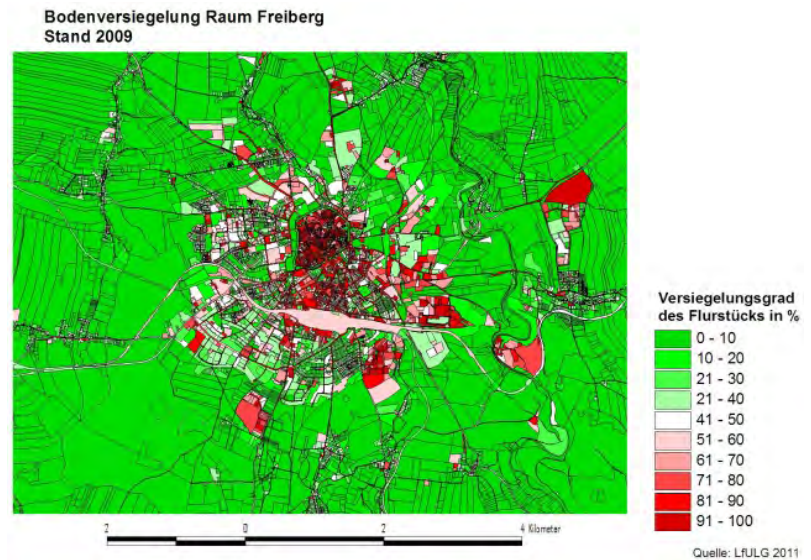 Bodenversiegelung Raum Freiberg
Stand 2009
Versiegelungsgrad
des Flurstücks in %
0 - 10
10 - 20
21 - 30
21 - 40
41 - 50
51 - 60
61 - 70
71 - 80
81 - 90
91 - 100
2 0 2 4 Kilometer
Quelle: LfULG 2011